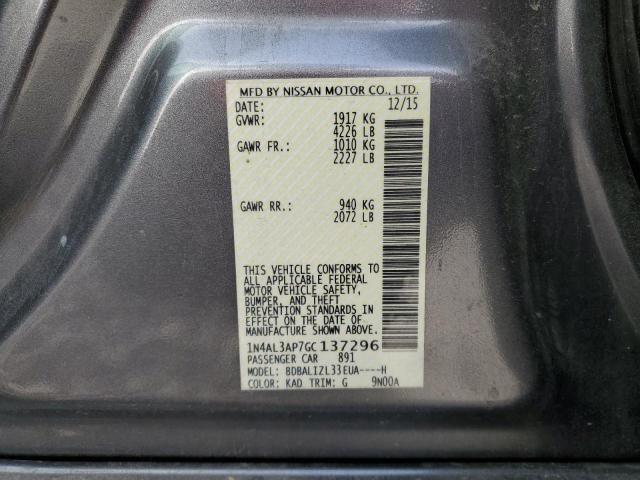 MFD BY NISSAN MOTOR CO., LTD.
DATE: 12/15
GVWR: 1917 KG
4226 LB
GAWR FR.: 1010 KG
2227 LB
GAWR RR.: 940 KG
2072 LB
THIS VEHICLE CONFORMS TO
ALL APPLICABLE FEDERAL
MOTOR VEHICLE SAFETY,
BUMPER, AND THEFT
PREVENTION STANDARDS IN
EFFECT ON THE DATE OF
MANUFACTURE SHOWN ABOVE.
1N4AL3AP7GC137296
PASSENGER CAR 891
MODEL: BDBALIZL33EUA----H
COLOR: KAD TRIM: G 9N00A